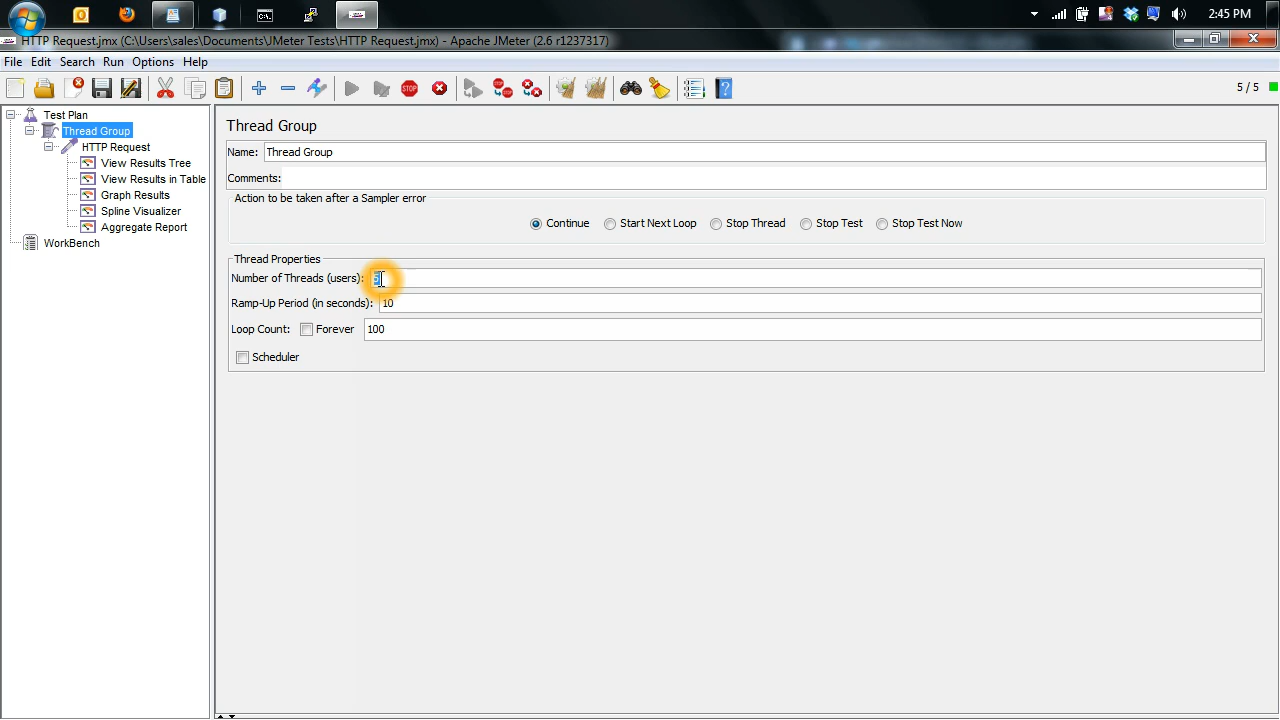 2:45 PM
HTTP Request.jmx (C:\Users\sales\Documents\JMeter Tests\HTTP Request.jmx) - Apache JMeter (2.6 r1237317)
File Edit Search Run Options Help
STOP
5 / 5
Test Plan
Thread Group
HTTP Request
View Results Tree
View Results in Table
Graph Results
Spline Visualizer
Aggregate Report
WorkBench
Thread Group
Name: Thread Group
Comments:
Action to be taken after a Sampler error
Continue Start Next Loop Stop Thread Stop Test Stop Test Now
Thread Properties
Number of Threads (users):
Ramp-Up Period (in seconds): 10
Loop Count: Forever 100
Scheduler